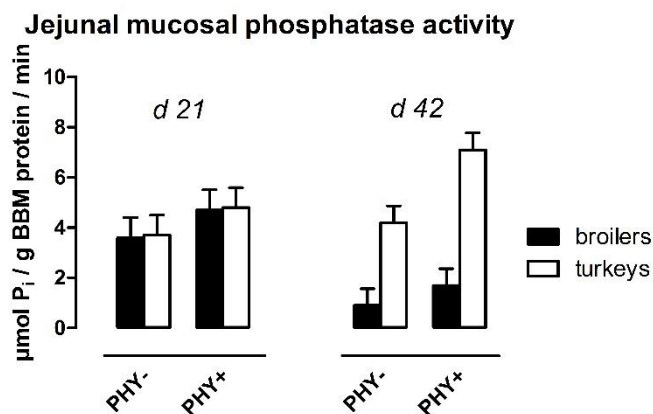 Jejunal mucosal phosphatase activity
µmol Pi / g BBM protein / min
10
8
6
4
2
0
d 21
d 42
PHY-
PHY+
PHY-
PHY+
broilers
turkeys